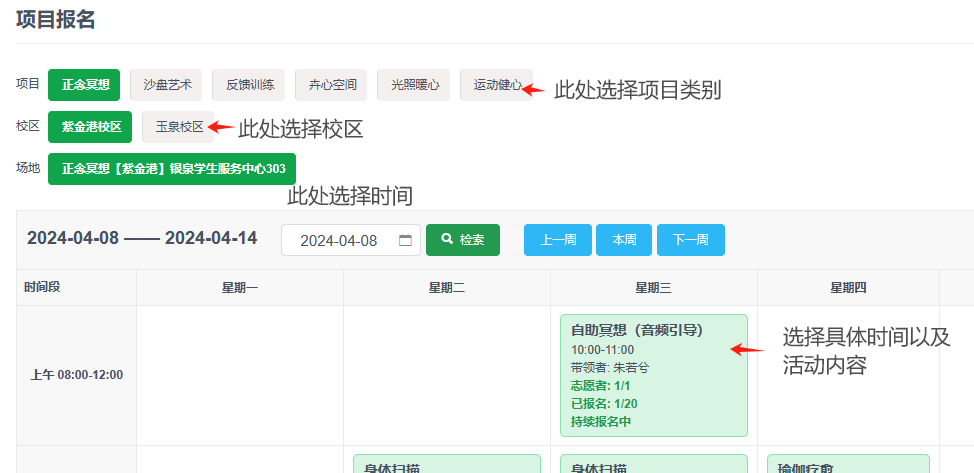 项目报名
项目 正念冥想 沙盘艺术 反馈训练 卉心空间 光照暖心 运动健心 此处选择项目类别
校区 紫金港校区 玉泉校区 此处选择校区
场地 正念冥想【紫金港】银泉学生服务中心303
此处选择时间
2024-04-08 —— 2024-04-14 2024-04-08 检索 上一周 本周 下一周
时间段 星期一 星期二 星期三 星期四
上午 08:00-12:00
自助冥想（音频引导）
10:00-11:00
带领者: 朱若兮
志愿者: 1/1
已报名: 1/20
持续报名中
选择具体时间以及
活动内容
身体扫描 身体扫描 瑜伽疗愈